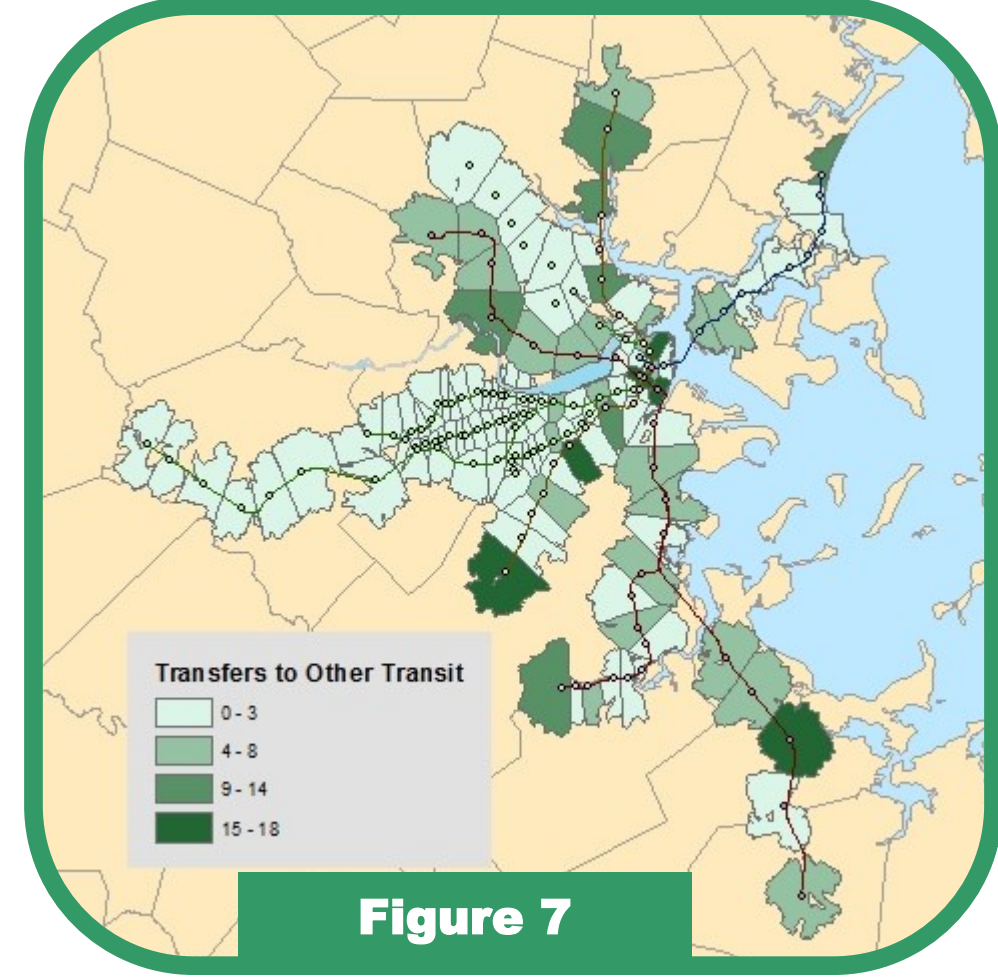 Transfers to Other Transit
0 - 3
4 - 8
9 - 14
15 - 18
Figure 7